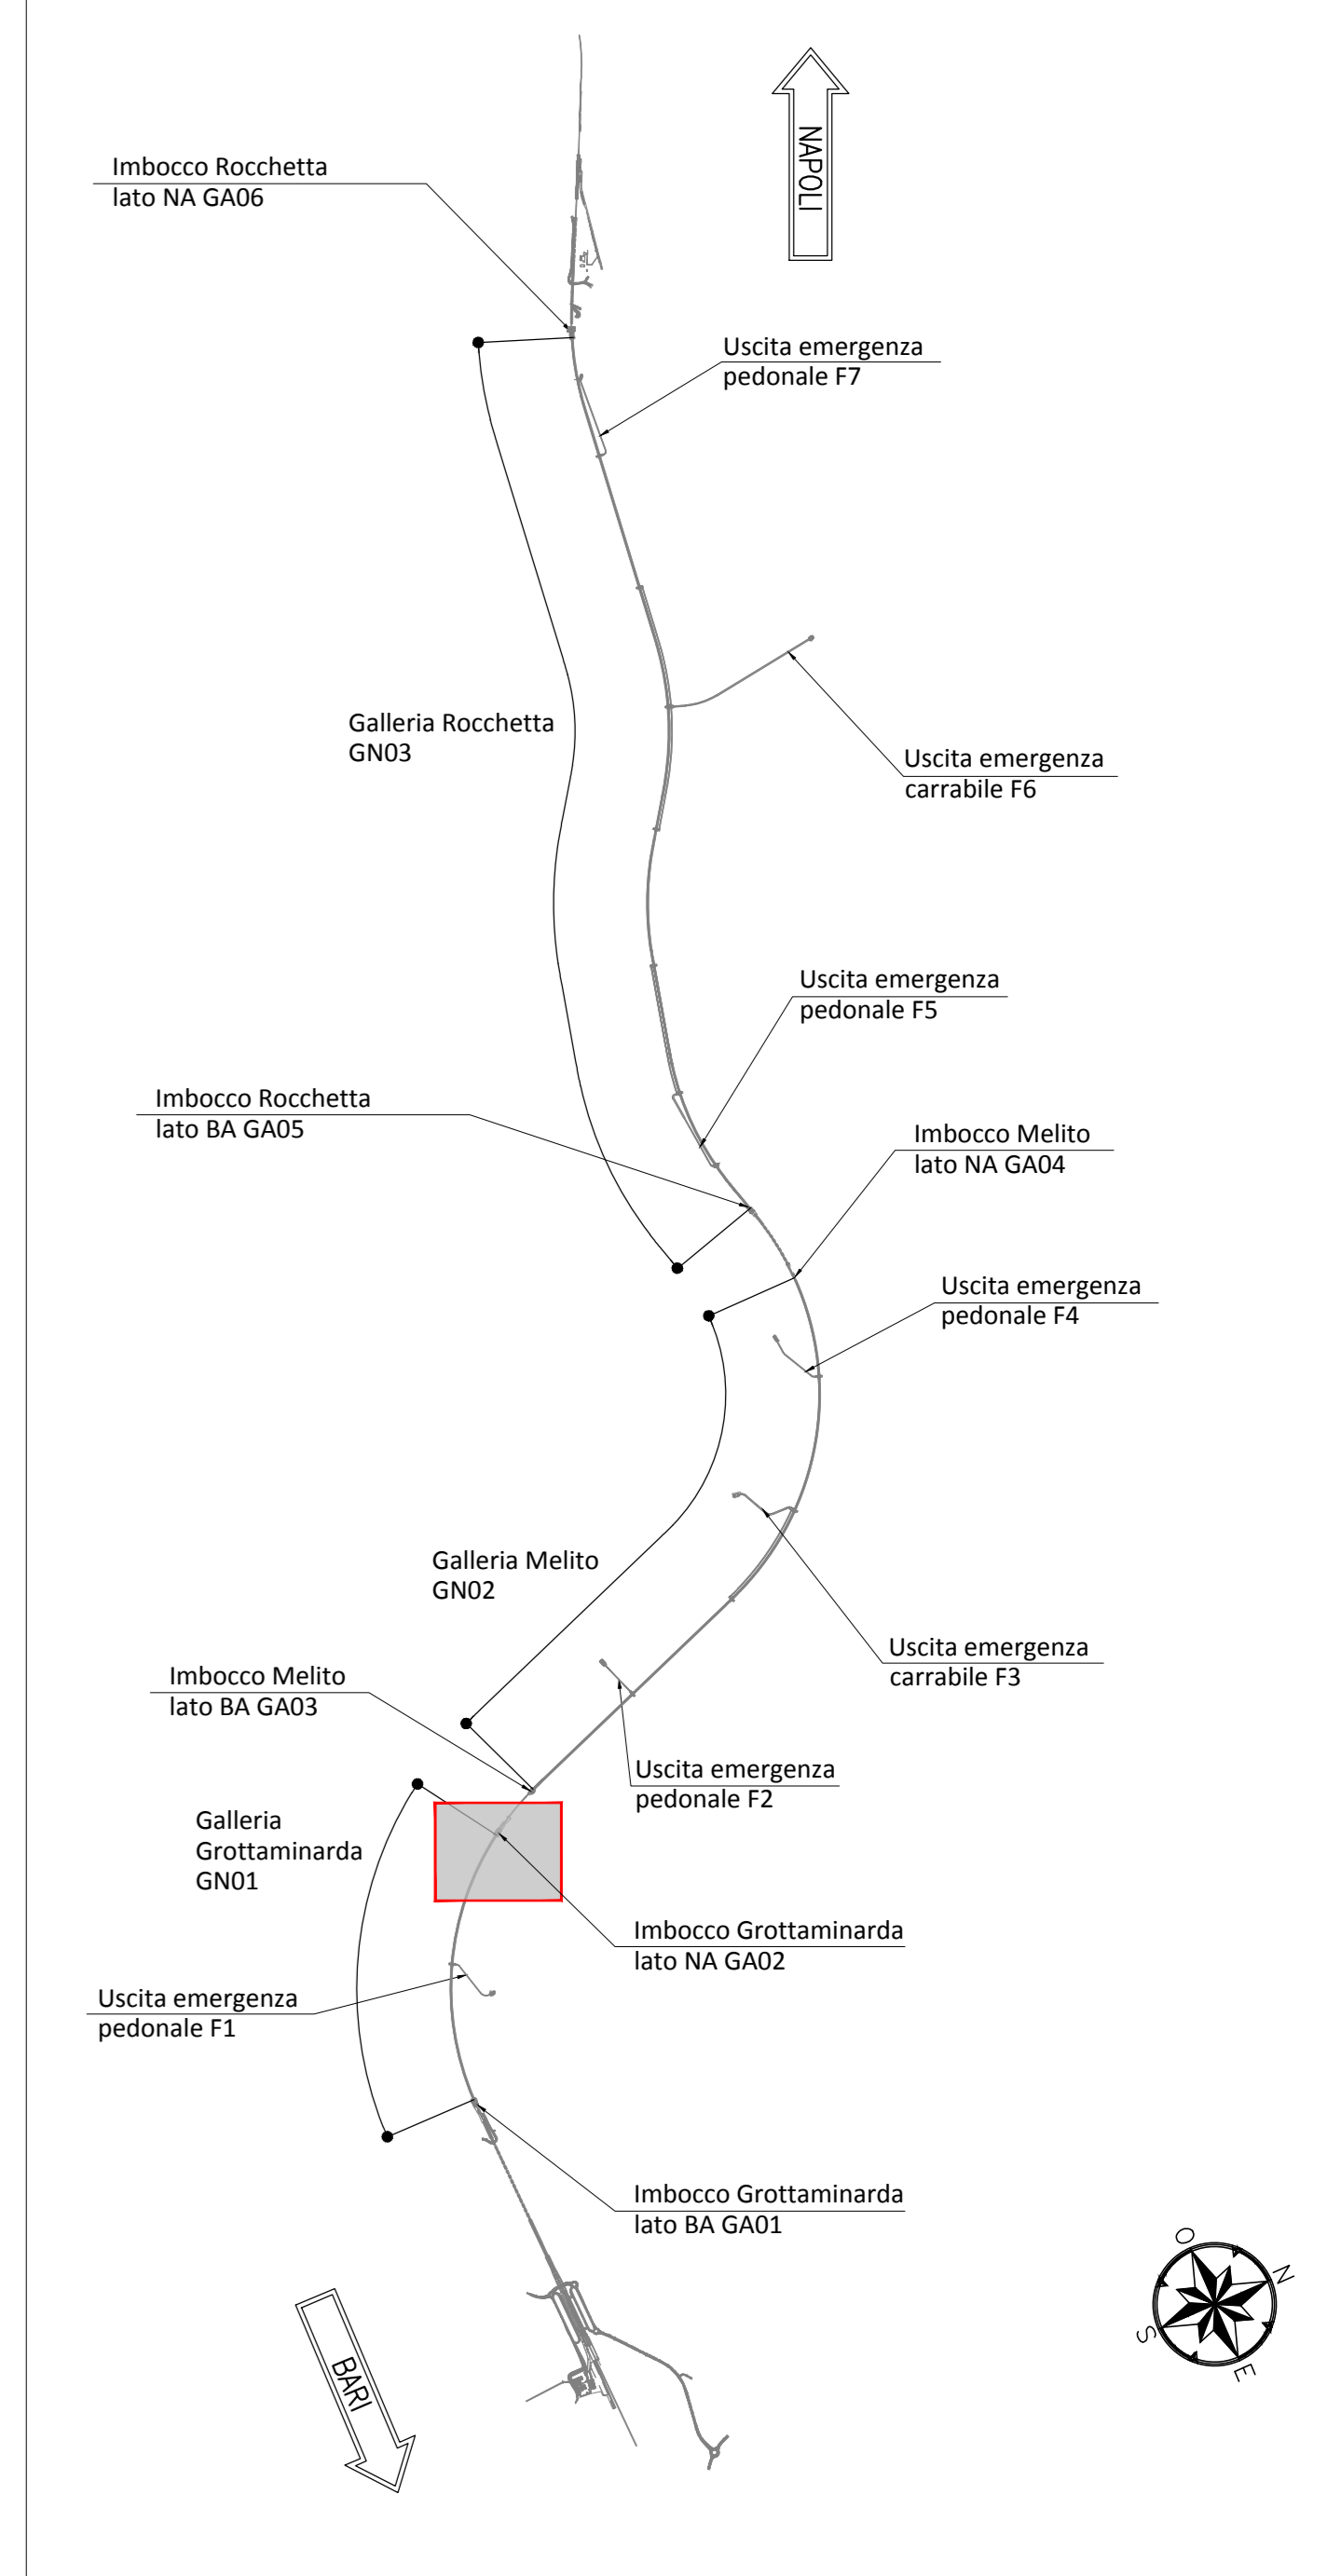 NAPOLI
Imbocco Rocchetta
lato NA GA06
Uscita emergenza
pedonale F7
Galleria Rocchetta
GN03
Uscita emergenza
carrabile F6
Uscita emergenza
pedonale F5
Imbocco Rocchetta
lato BA GA05
Imbocco Melito
lato NA GA04
Uscita emergenza
pedonale F4
Galleria Melito
GN02
Uscita emergenza
carrabile F3
Imbocco Melito
lato BA GA03
Uscita emergenza
pedonale F2
Galleria
Grottaminarda
GN01
Imbocco Grottaminarda
lato NA GA02
Uscita emergenza
pedonale F1
Imbocco Grottaminarda
lato BA GA01
O
N
S
E
BARI